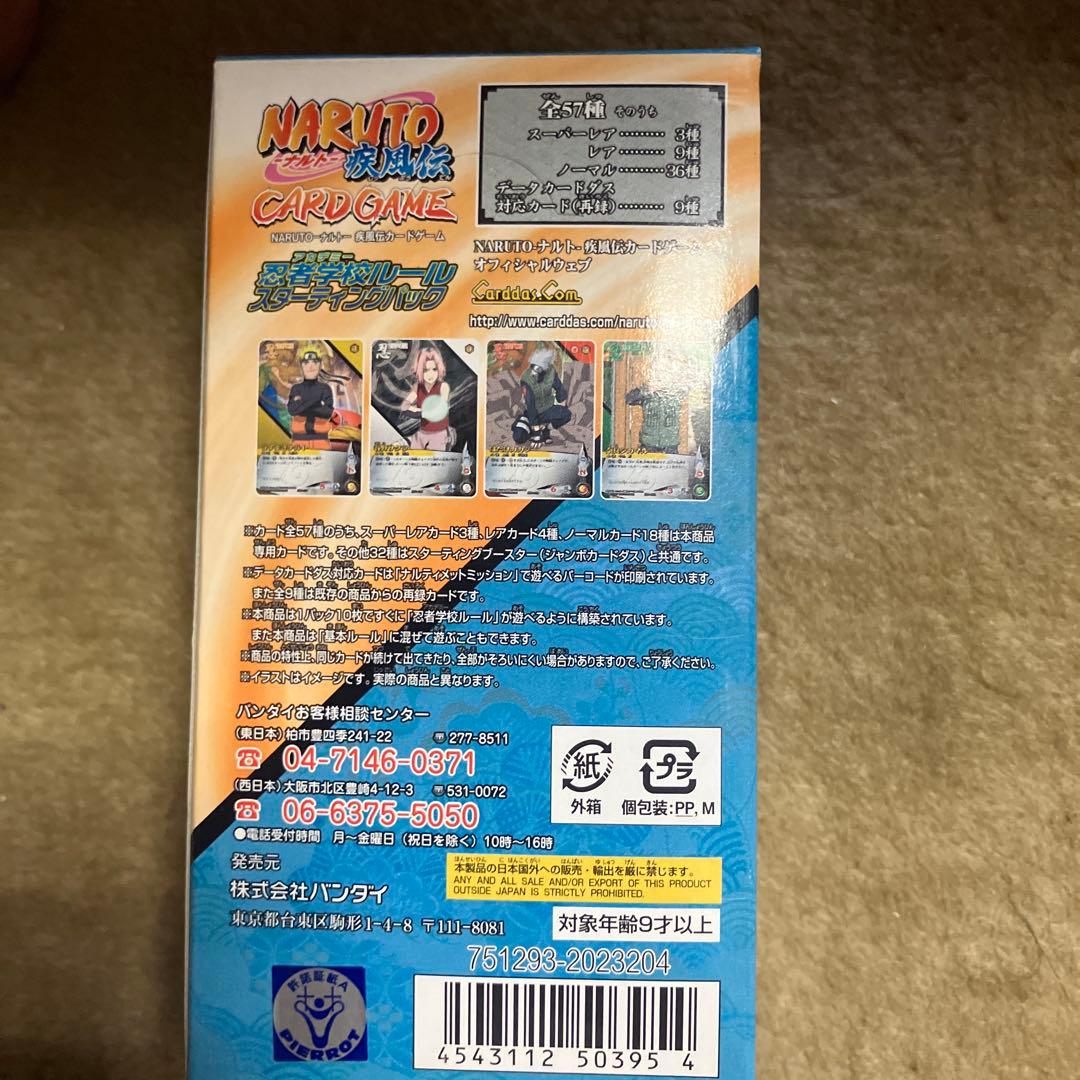 NARUTO
-ナルト-
疾風伝
CARD GAME
NARUTO-ナルト- 疾風伝カードゲーム
アカデミー
忍者学校ルール
スターティングパック
全57種 そのうち
スーパーレア ……… 3種
レア ……… 9種
ノーマル ……… 36種
データカードダス
対応カード(再録) ……… 9種
NARUTO-ナルト- 疾風伝カードゲーム
オフィシャルウェブ
Carddas.Com
http://www.carddas.com/naruto
※カード全57種のうち、スーパーレアカード3種、レアカード4種、ノーマルカード18種は本商品
専用カードです。その他32種はスターティングブースター(ジャンボカードダス)と共通です。
※データカードダス対応カードは「ナルティメットミッション」で遊べるバーコードが印刷されています。
また全9種は既存の商品からの再録カードです。
※本商品は1パック10枚ですぐに「忍者学校ルール」が遊べるように構築されています。
また本商品は「基本ルール」に混ぜて遊ぶこともできます。
※商品の特性上、同じカードが続けて出てきたり、全部がそろいにくい場合がありますので、ご了承ください。
※イラストはイメージです。実際の商品と異なります。
バンダイお客様相談センター
(東日本)柏市豊四季241-22 〒277-8511
☎ 04-7146-0371
(西日本)大阪市北区豊崎4-12-3 〒531-0072
☎ 06-6375-5050
●電話受付時間 月〜金曜日(祝日を除く)10時〜16時
発売元
株式会社バンダイ
東京都台東区駒形1-4-8 〒111-8081
紙
外箱
プラ
個包装:PP, M
本製品の日本国外への販売・輸出を厳に禁じます。
ANY AND ALL SALE AND/OR EXPORT OF THIS PRODUCT
OUTSIDE JAPAN IS STRICTLY PROHIBITED.
対象年齢9才以上
751293-2023204
許諾証紙A
PIERROT
4543112 503954